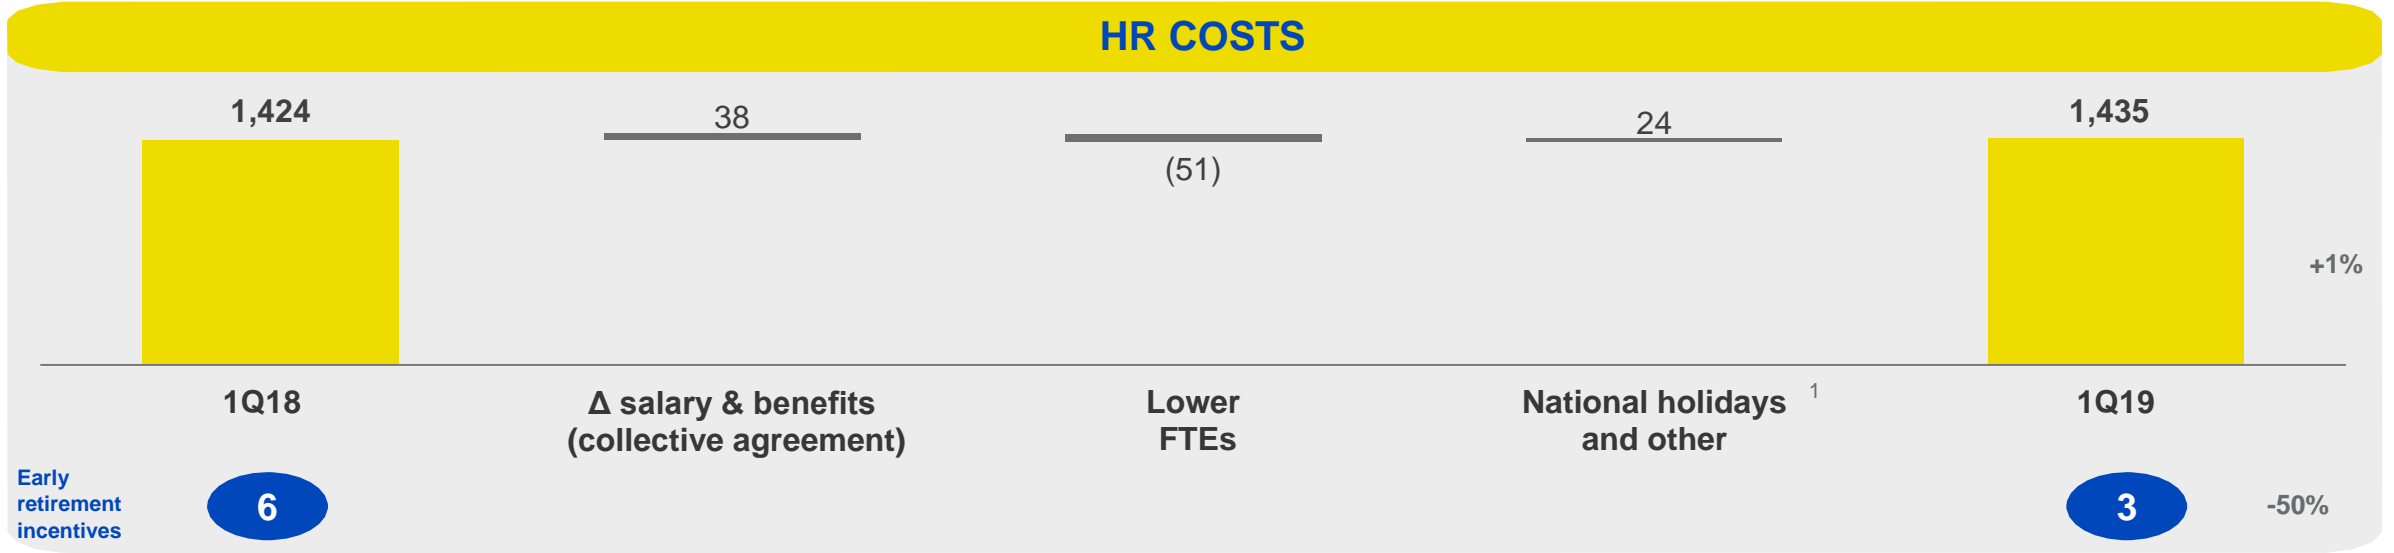 HR COSTS
1,424
38
(51)
24
1,435
+1%
1Q18
Δ salary & benefits
(collective agreement)
Lower
FTEs
National holidays 1
and other
1Q19
Early
retirement
incentives
6
3
-50%